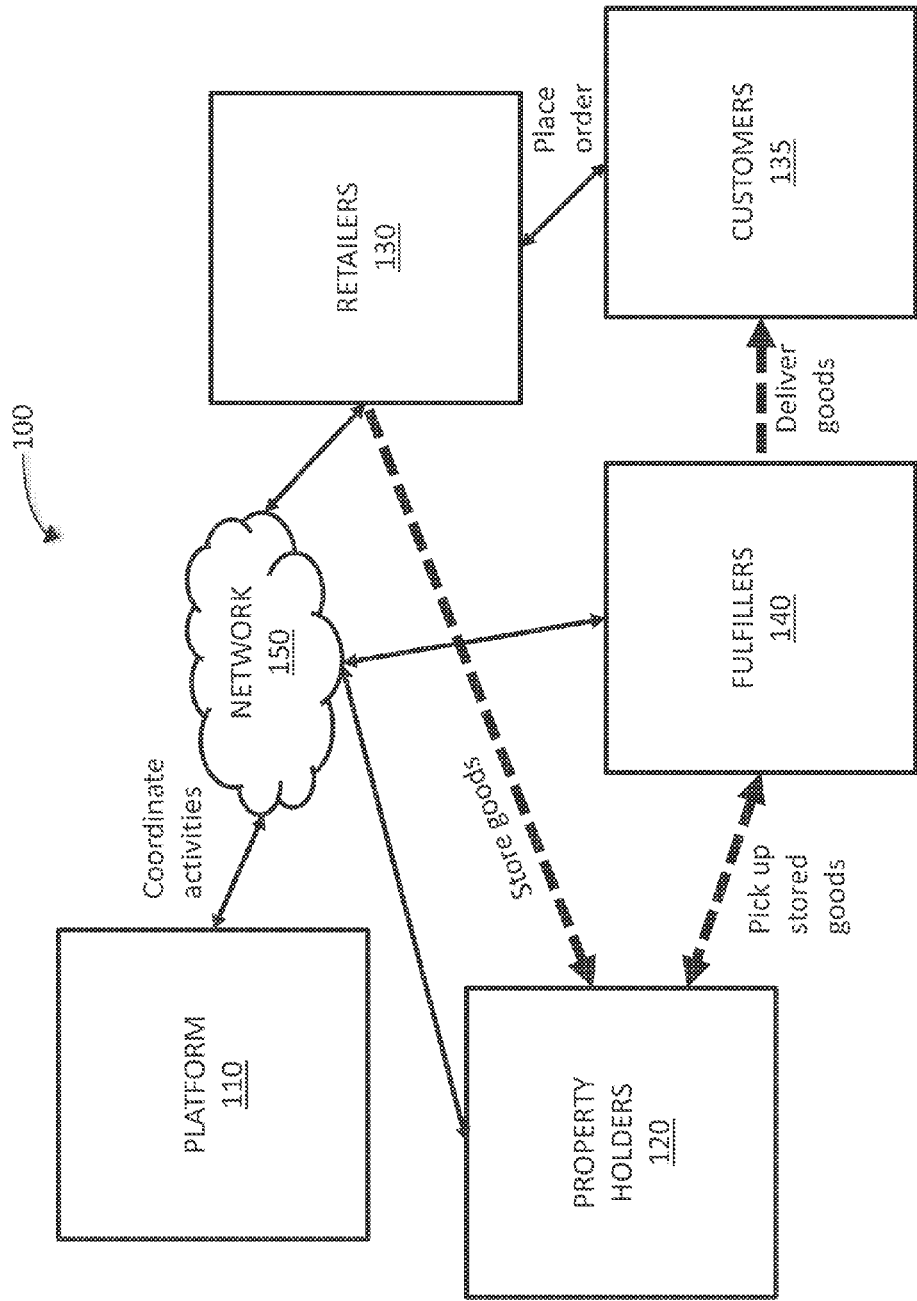 100
PLATFORM
110
Coordinate
activities
NETWORK
150
RETAILERS
130
Place
order
Store goods
PROPERTY
HOLDERS
120
Pick up
stored
goods
FULFILLERS
140
Deliver
goods
CUSTOMERS
135